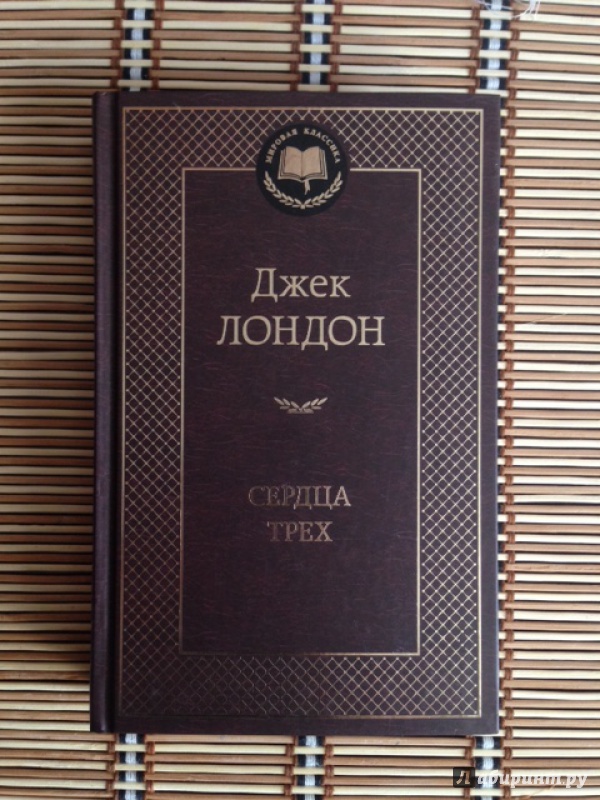 МИРОВАЯ КЛАССИКА
Джек
ЛОНДОН
СЕРДЦА
ТРЕХ
Лабиринт.ру